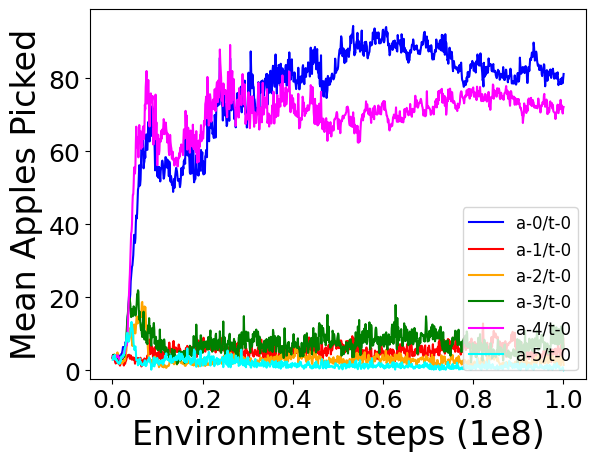 Mean Apples Picked
80
60
40
20
0
0.0 0.2 0.4 0.6 0.8 1.0
Environment steps (1e8)
a-0/t-0
a-1/t-0
a-2/t-0
a-3/t-0
a-4/t-0
a-5/t-0